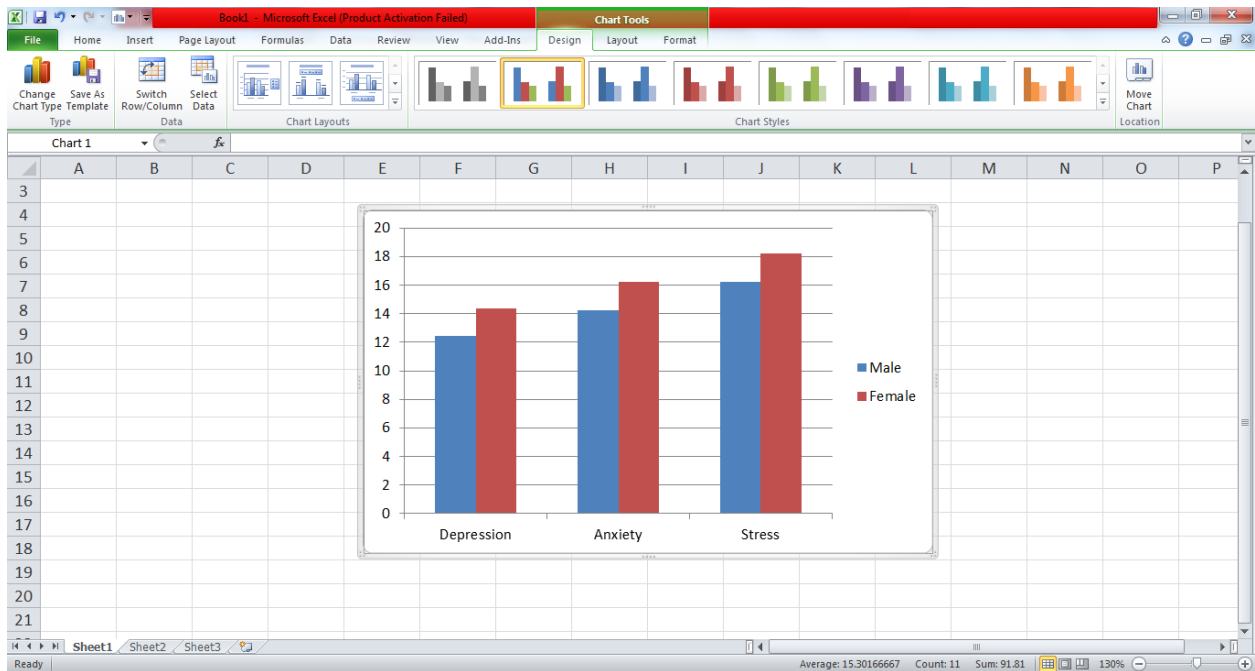 Book1 - Microsoft Excel (Product Activation Failed)
Chart Tools
File Home Insert Page Layout Formulas Data Review View Add-Ins Design Layout Format
Change Chart Type
Save As Template
Switch Row/Column
Select Data
Move Chart
Type Data Chart Layouts Chart Styles Location
Chart 1 fx
A B C D E F G H I J K L M N O P
3
4
5
6
7
8
9
10
11
12
13
14
15
16
17
18
19
20
21
20
18
16
14
12
10
8
6
4
2
0
Depression Anxiety Stress
Male
Female
Sheet1 Sheet2 Sheet3
Ready Average: 15.30166667 Count: 11 Sum: 91.81 130%